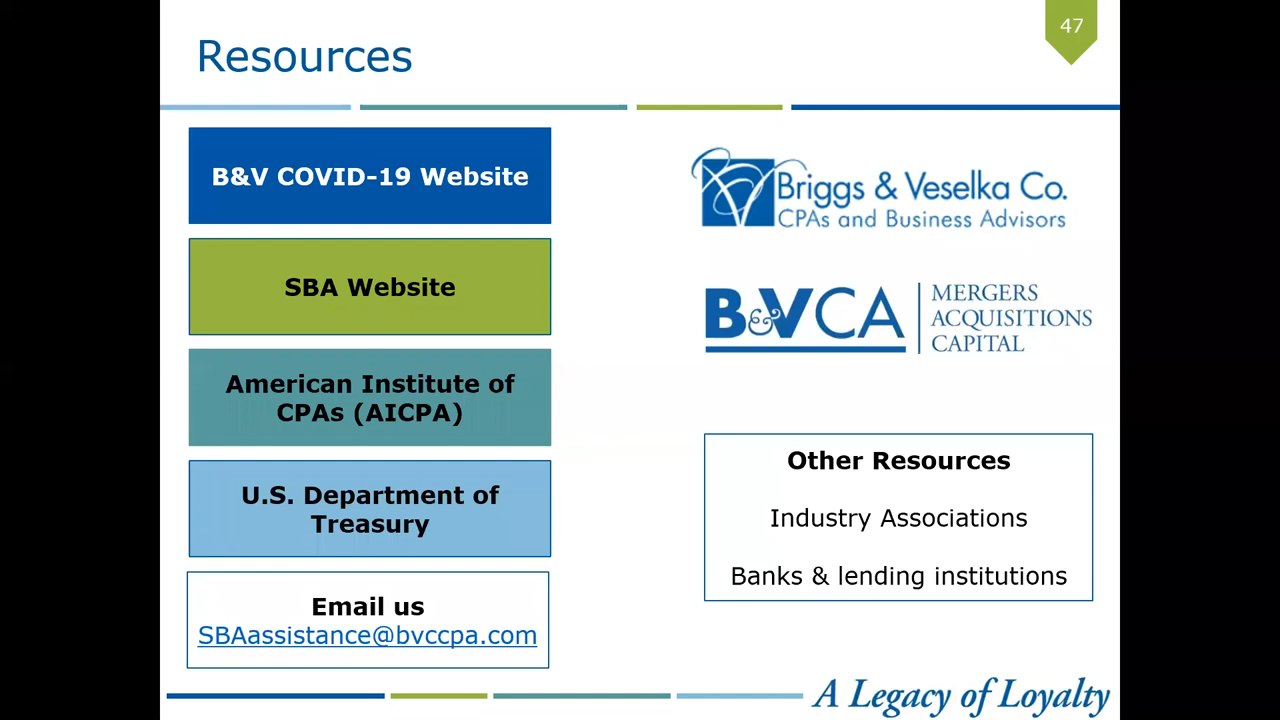 47
Resources
B&V COVID-19 Website
SBA Website
American Institute of
CPAs (AICPA)
U.S. Department of
Treasury
Email us
SBAassistance@bvccpa.com
Briggs & Veselka Co.
CPAs and Business Advisors
B&VCA
MERGERS
ACQUISITIONS
CAPITAL
Other Resources
Industry Associations
Banks & lending institutions
A Legacy of Loyalty